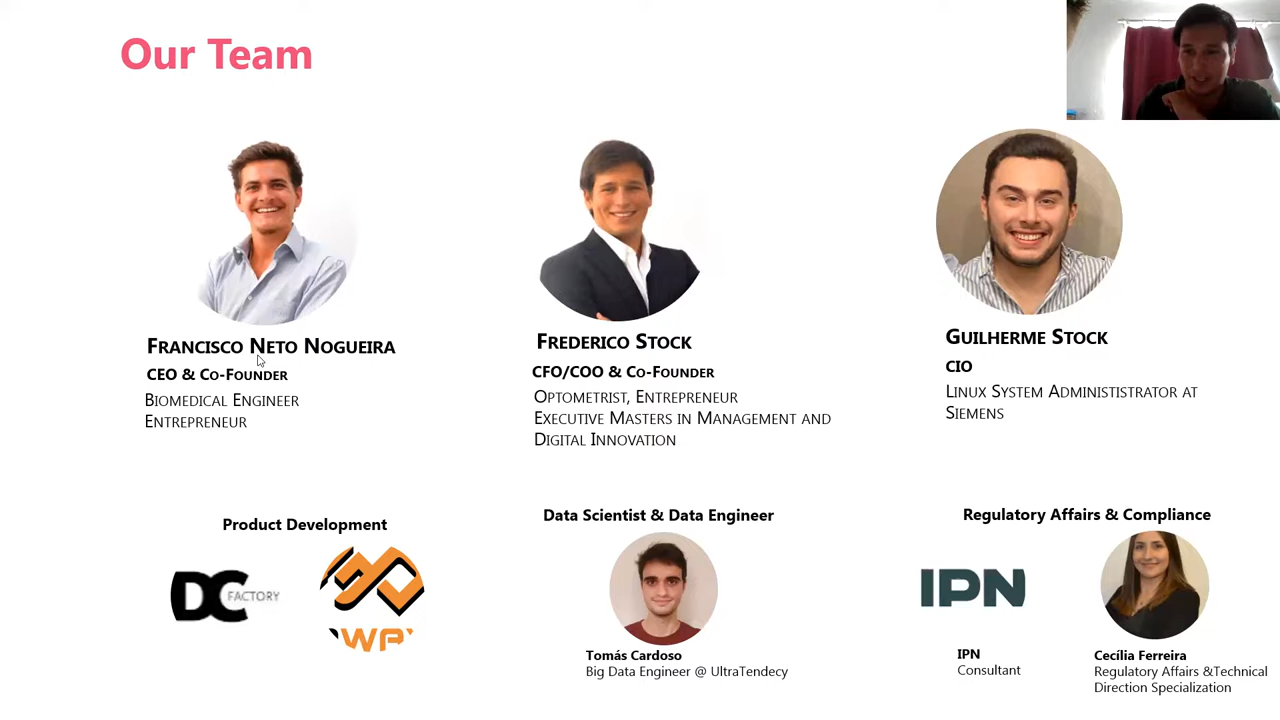 Our Team
Francisco Neto Nogueira
CEO & Co-Founder
Biomedical Engineer
Entrepreneur
Frederico Stock
CFO/COO & Co-Founder
Optometrist, Entrepreneur
Executive Masters in Management and
Digital Innovation
Guilherme Stock
CIO
Linux System Administistrator at
Siemens
Product Development
DC FACTORY
Data Scientist & Data Engineer
Tomás Cardoso
Big Data Engineer @ UltraTendecy
Regulatory Affairs & Compliance
IPN
IPN
Consultant
Cecília Ferreira
Regulatory Affairs &Technical
Direction Specialization